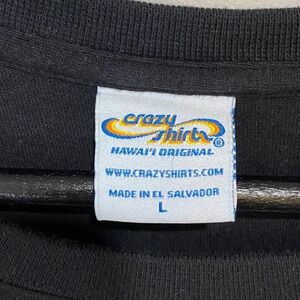 crazy
shirts®
HAWAI'I ORIGINAL
WWW.CRAZYSHIRTS.COM
MADE IN EL SALVADOR
L